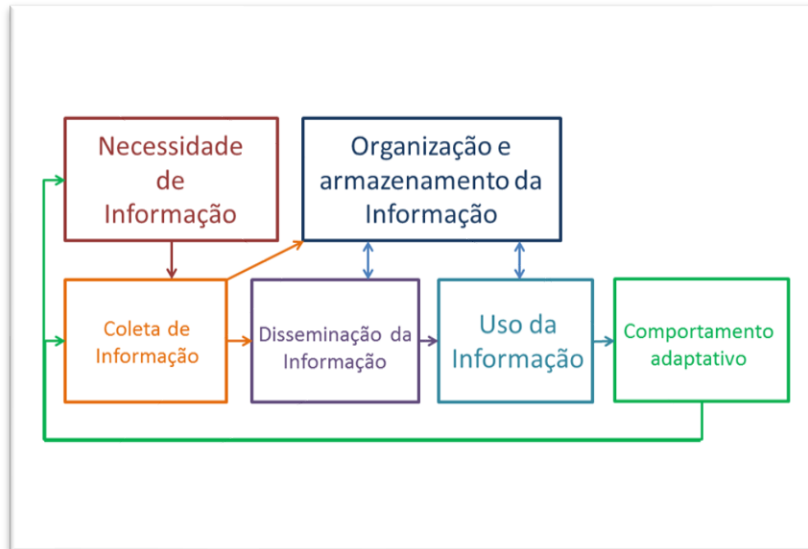 Necessidade
de
Informação
Organização e
armazenamento da
Informação
Coleta de
Informação
Disseminação da
Informação
Uso da
Informação
Comportamento
adaptativo